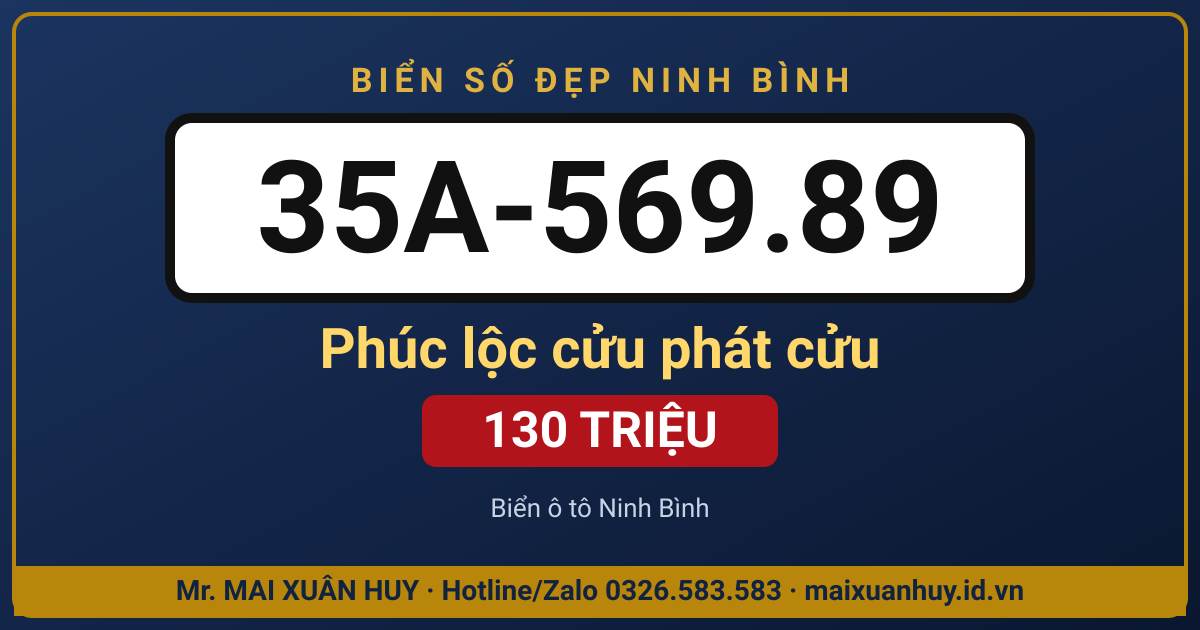 BIỂN SỐ ĐẸP NINH BÌNH
35A-569.89
Phúc lộc cửu phát cửu
130 TRIỆU
Biển ô tô Ninh Bình
Mr. MAI XUÂN HUY · Hotline/Zalo 0326.583.583 · maixuanhuy.id.vn